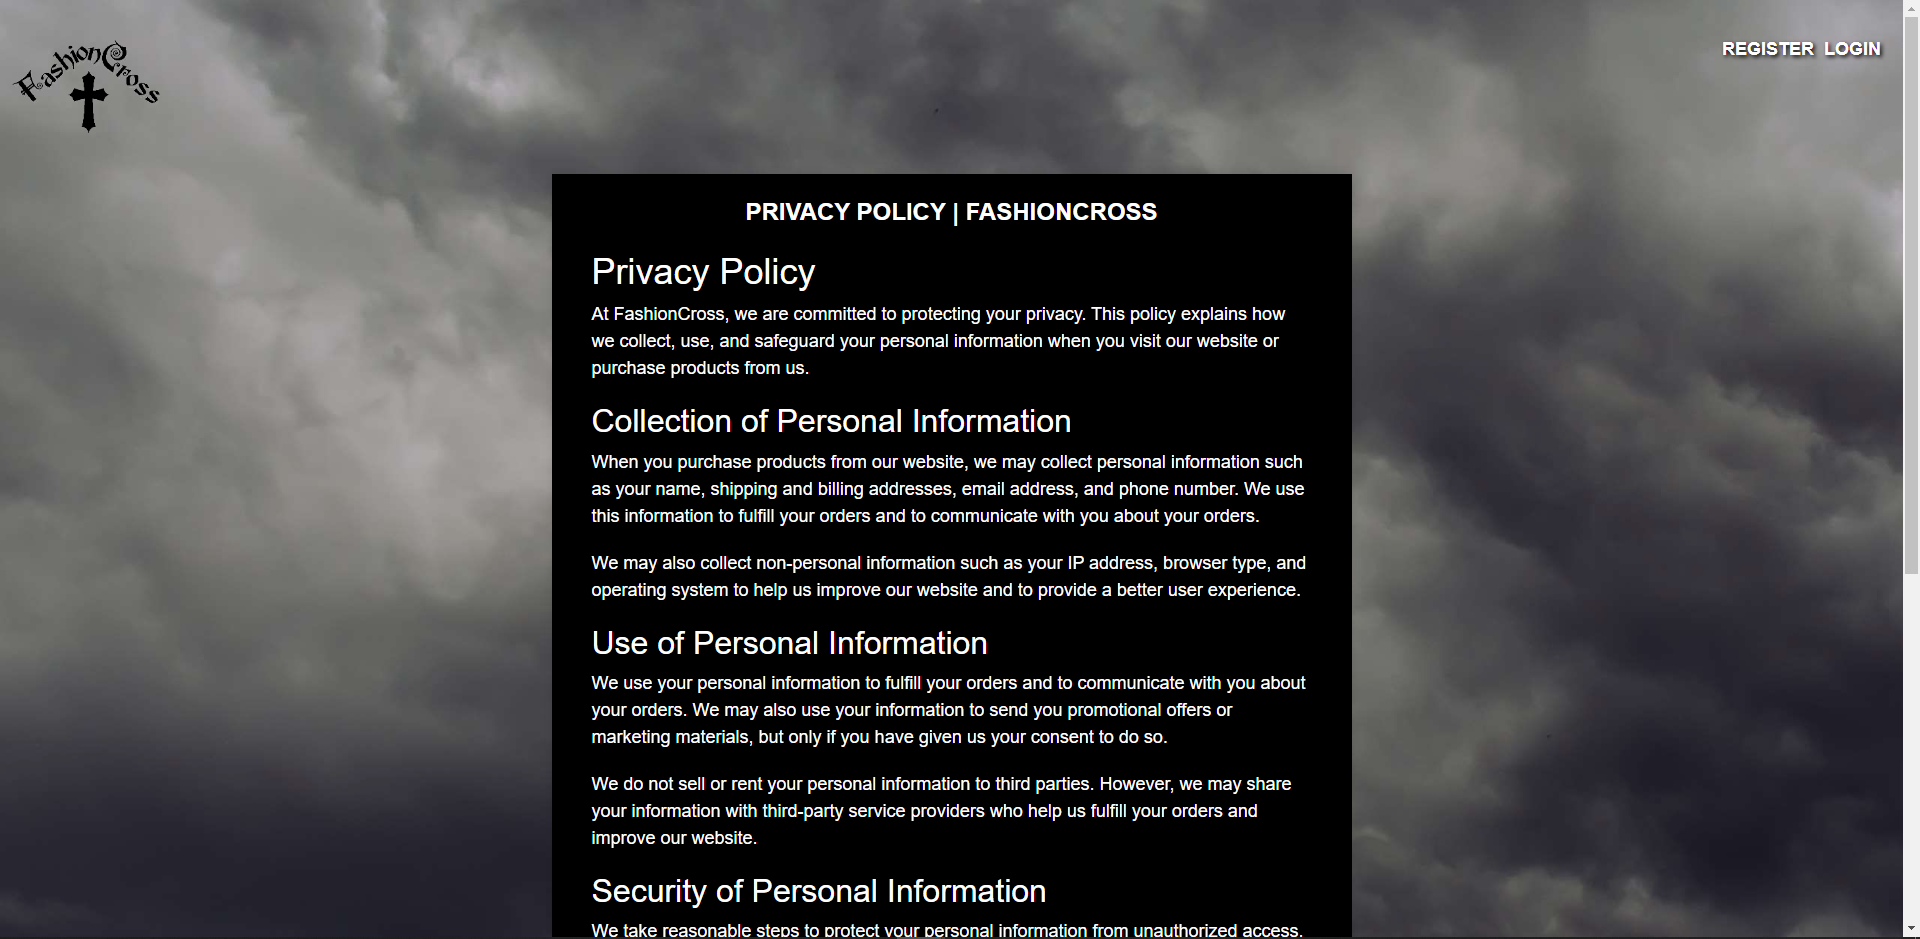 FashionCross
REGISTER LOGIN
PRIVACY POLICY | FASHIONCROSS
Privacy Policy
At FashionCross, we are committed to protecting your privacy. This policy explains how
we collect, use, and safeguard your personal information when you visit our website or
purchase products from us.
Collection of Personal Information
When you purchase products from our website, we may collect personal information such
as your name, shipping and billing addresses, email address, and phone number. We use
this information to fulfill your orders and to communicate with you about your orders.
We may also collect non-personal information such as your IP address, browser type, and
operating system to help us improve our website and to provide a better user experience.
Use of Personal Information
We use your personal information to fulfill your orders and to communicate with you about
your orders. We may also use your information to send you promotional offers or
marketing materials, but only if you have given us your consent to do so.
We do not sell or rent your personal information to third parties. However, we may share
your information with third-party service providers who help us fulfill your orders and
improve our website.
Security of Personal Information
We take reasonable steps to protect your personal information from unauthorized access,